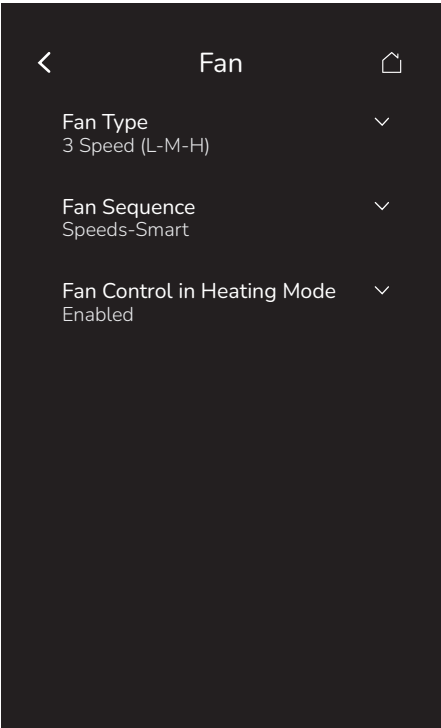 Fan
Fan Type
3 Speed (L-M-H)
Fan Sequence
Speeds-Smart
Fan Control in Heating Mode
Enabled